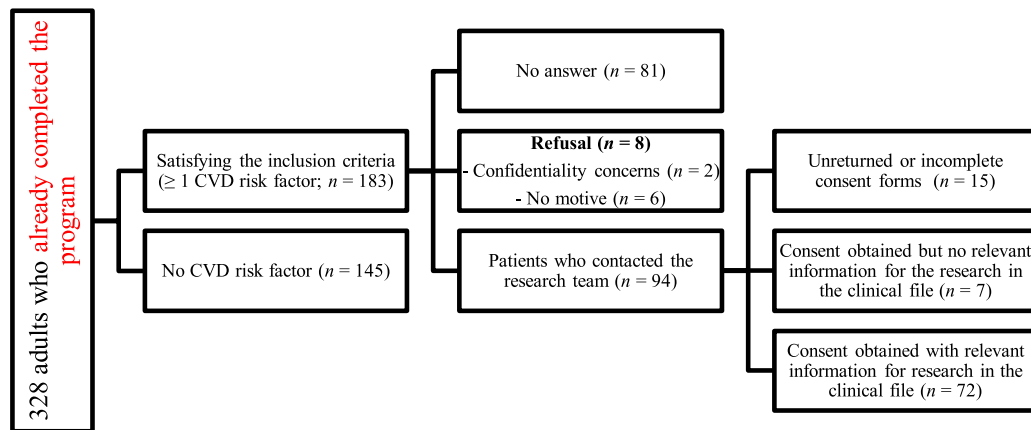 328 adults who already completed the
program
Satisfying the inclusion criteria
(≥ 1 CVD risk factor; n = 183)
No CVD risk factor (n = 145)
No answer (n = 81)
Refusal (n = 8)
- Confidentiality concerns (n = 2)
- No motive (n = 6)
Patients who contacted the
research team (n = 94)
Unreturned or incomplete
consent forms (n = 15)
Consent obtained but no relevant
information for the research in
the clinical file (n = 7)
Consent obtained with relevant
information for research in the
clinical file (n = 72)